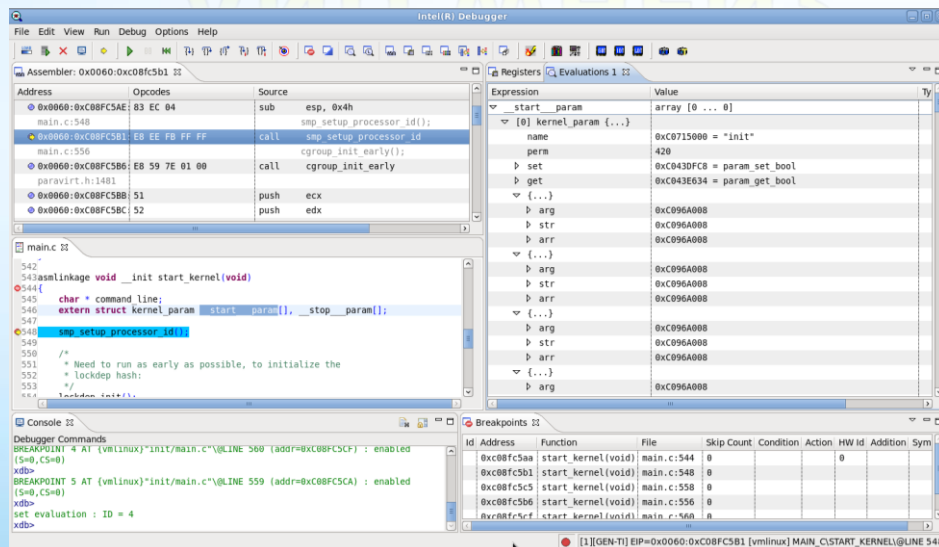 Intel(R) Debugger
File Edit View Run Debug Options Help
Assembler: 0x0060:0xc08fc5b1
Address Opcodes Source
0x0060:0xC08FC5AE: 83 EC 04 sub esp, 0x4h
main.c:548 smp_setup_processor_id();
0x0060:0xC08FC5B1: E8 EE FB FF FF call smp_setup_processor_id
main.c:556 cgroup_init_early();
0x0060:0xC08FC5B6: E8 59 7E 01 00 call cgroup_init_early
paravirt.h:1481
0x0060:0xC08FC5BB: 51 push ecx
0x0060:0xC08FC5BC: 52 push edx
main.c
542
543 asmlinkage void __init start_kernel(void)
544 {
545 char * command_line;
546 extern struct kernel_param __start___param[], __stop___param[];
547
548 smp_setup_processor_id();
549
550 /*
551 * Need to run as early as possible, to initialize the
552 * lockdep hash:
553 */
554 lockdep_init();
Registers Evaluations 1
Expression Value Ty
__start___param array [0 ... 0]
[0] kernel_param {...}
name 0xC0715000 = "init"
perm 420
set 0xC043DFC8 = param_set_bool
get 0xC043E634 = param_get_bool
{...}
arg 0xC096A008
str 0xC096A008
arr 0xC096A008
{...}
arg 0xC096A008
str 0xC096A008
arr 0xC096A008
{...}
arg 0xC096A008
str 0xC096A008
arr 0xC096A008
{...}
arg 0xC096A008
Console
Debugger Commands
BREAKPOINT 4 AT {vmlinux}"init/main.c"\@LINE 560 (addr=0xC08FC5CF) : enabled
(S=0,CS=0)
xdb>
BREAKPOINT 5 AT {vmlinux}"init/main.c"\@LINE 559 (addr=0xC08FC5CA) : enabled
(S=0,CS=0)
xdb>
set evaluation : ID = 4
xdb>
Breakpoints
Id Address Function File Skip Count Condition Action HW Id Addition Sym
0xc08fc5aa start_kernel(void) main.c:544 0 0
0xc08fc5b1 start_kernel(void) main.c:548 0
0xc08fc5c5 start_kernel(void) main.c:558 0
0xc08fc5b6 start_kernel(void) main.c:556 0
0xc08fc5cf start_kernel(void) main.c:560 0
[1][GEN-TI] EIP=0x0060:0xC08FC5B1 [vmlinux] MAIN_C\START_KERNEL\@LINE 548